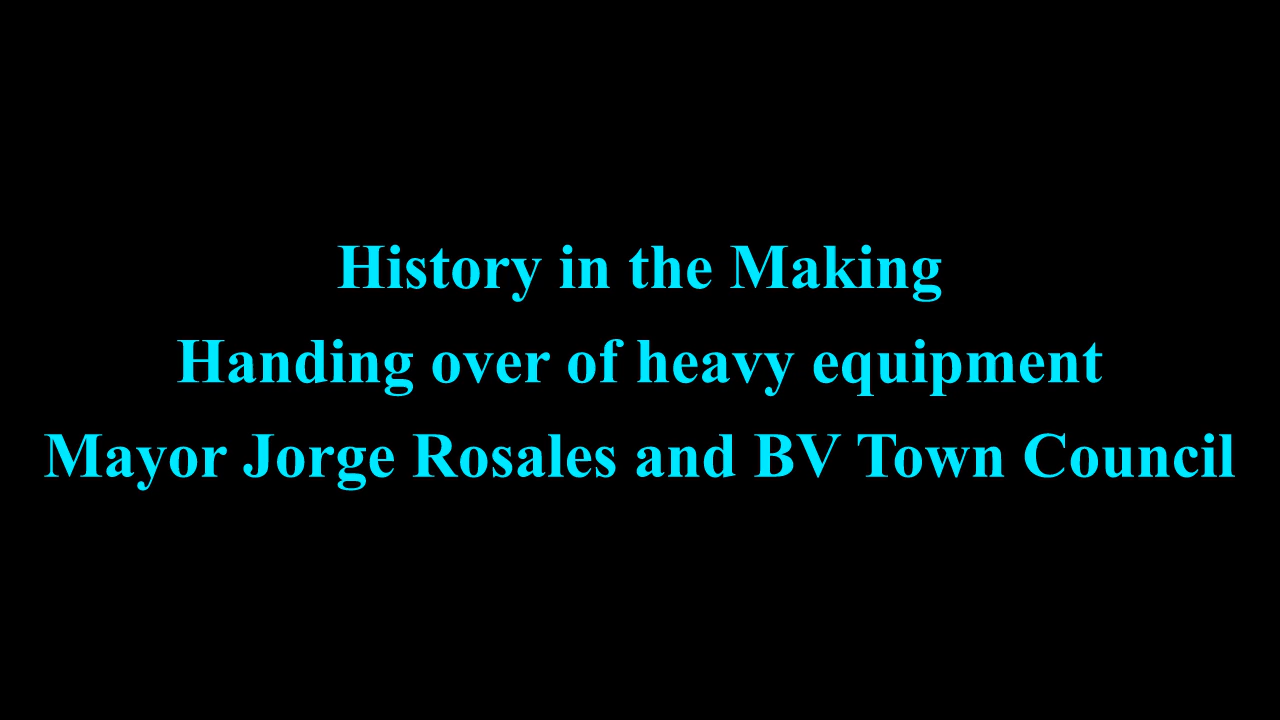 History in the Making
Handing over of heavy equipment
Mayor Jorge Rosales and BV Town Council